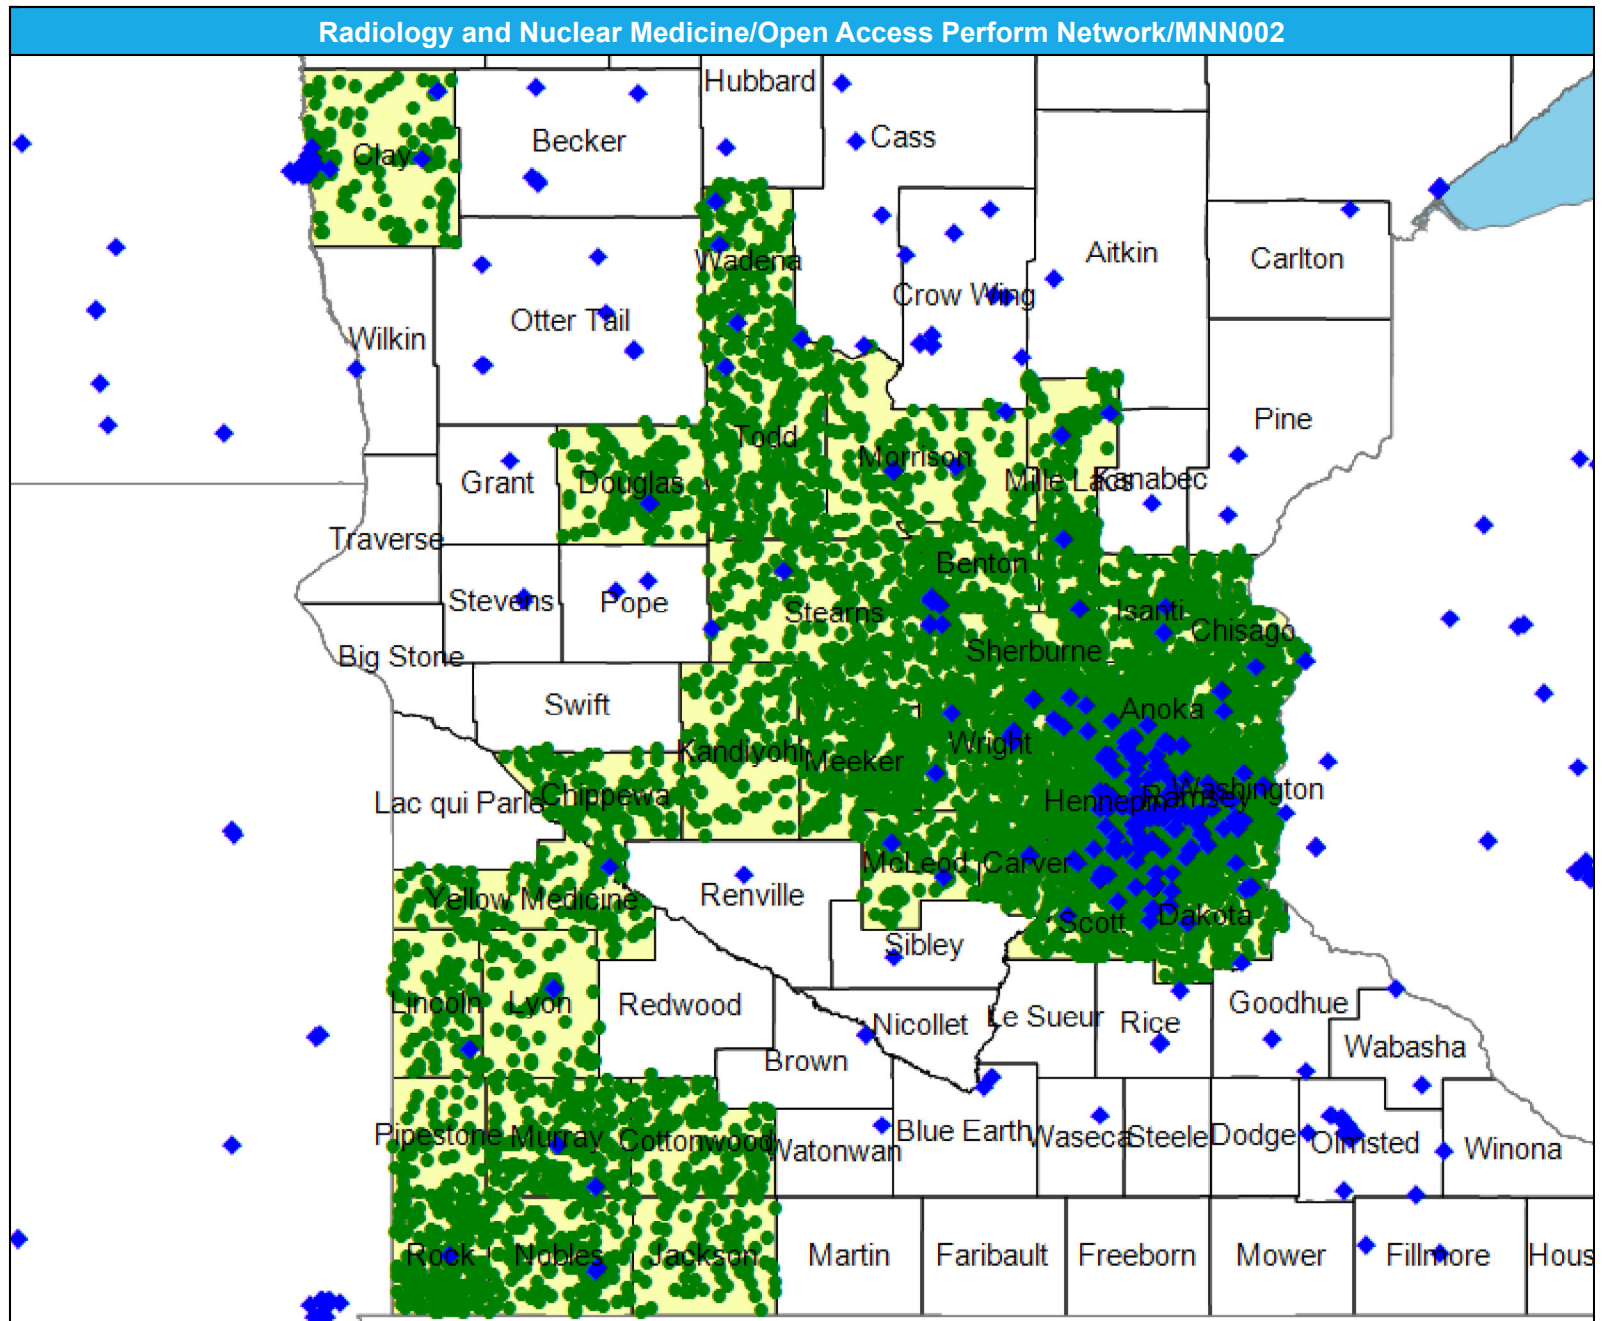 Radiology and Nuclear Medicine/Open Access Perform Network/MNN002
Hubbard
Cass
Becker
Clay
Wadena
Aitkin
Carlton
Crow Wing
Otter Tail
Wilkin
Pine
Todd
Morrison
Mille Lacs
Kanabec
Grant
Douglas
Traverse
Benton
Stevens
Pope
Stearns
Isanti
Chisago
Big Stone
Sherburne
Swift
Anoka
Kandiyohi
Meeker
Wright
Washington
Lac qui Parle
Chippewa
Hennepin
Ramsey
McLeod
Carver
Yellow Medicine
Renville
Scott
Dakota
Sibley
Lincoln
Lyon
Redwood
Nicollet
Le Sueur
Rice
Goodhue
Wabasha
Brown
Pipestone
Murray
Cottonwood
Watonwan
Blue Earth
Waseca
Steele
Dodge
Olmsted
Winona
Rock
Nobles
Jackson
Martin
Faribault
Freeborn
Mower
Fillmore
Hous